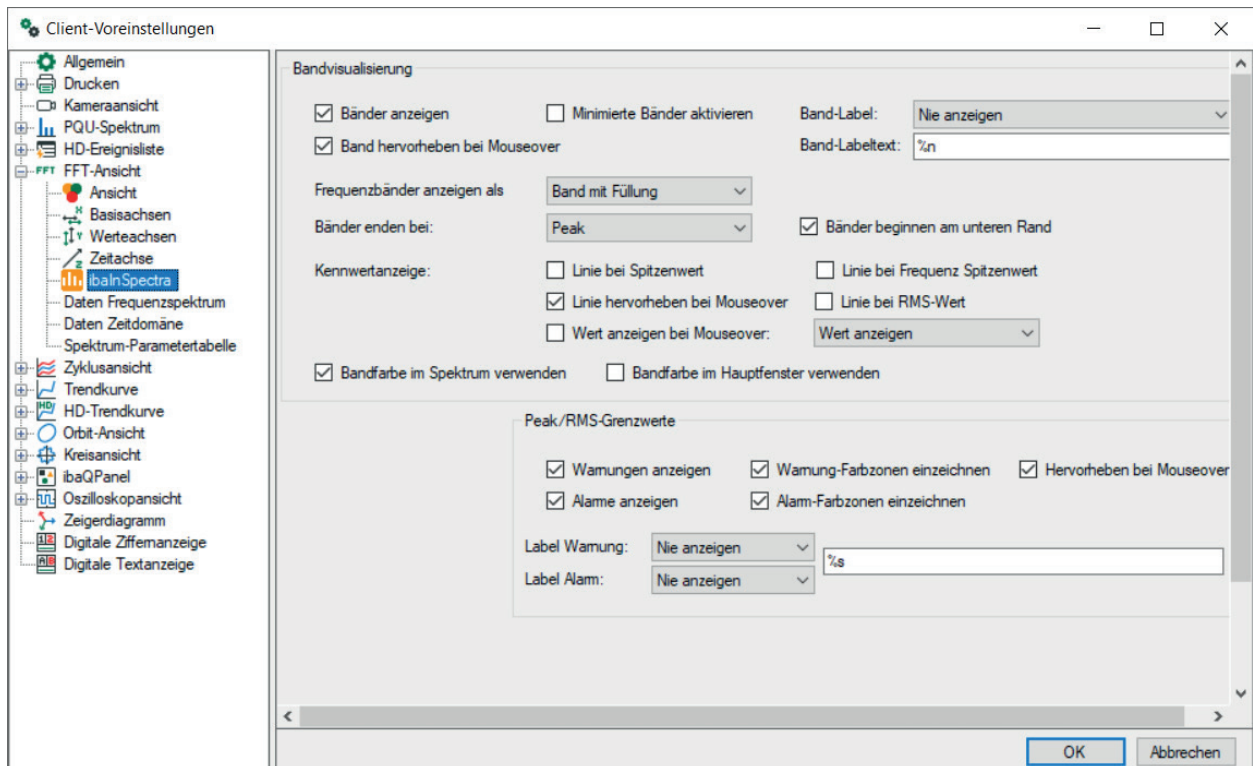 Client-Voreinstellungen
Allgemein
Drucken
Kameraansicht
PQU-Spektrum
HD-Ereignisliste
FFT FFT-Ansicht
Ansicht
Basisachsen
Werteachsen
Zeitachse
ibaInSpectra
Daten Frequenzspektrum
Daten Zeitdomäne
Spektrum-Parametertabelle
Zyklusansicht
Trendkurve
HD-Trendkurve
Orbit-Ansicht
Kreisansicht
ibaQPanel
Oszilloskopansicht
Zeigerdiagramm
Digitale Ziffernanzeige
Digitale Textanzeige
Bandvisualisierung
Bänder anzeigen Minimierte Bänder aktivieren Band-Label: Nie anzeigen
Band hervorheben bei Mouseover Band-Labeltext: %n
Frequenzbänder anzeigen als Band mit Füllung
Bänder enden bei: Peak Bänder beginnen am unteren Rand
Kennwertanzeige: Linie bei Spitzenwert Linie bei Frequenz Spitzenwert
Linie hervorheben bei Mouseover Linie bei RMS-Wert
Wert anzeigen bei Mouseover: Wert anzeigen
Bandfarbe im Spektrum verwenden Bandfarbe im Hauptfenster verwenden
Peak/RMS-Grenzwerte
Warnungen anzeigen Warnung-Farbzonen einzeichnen Hervorheben bei Mouseover
Alarme anzeigen Alarm-Farbzonen einzeichnen
Label Warnung: Nie anzeigen %s
Label Alarm: Nie anzeigen
OK Abbrechen